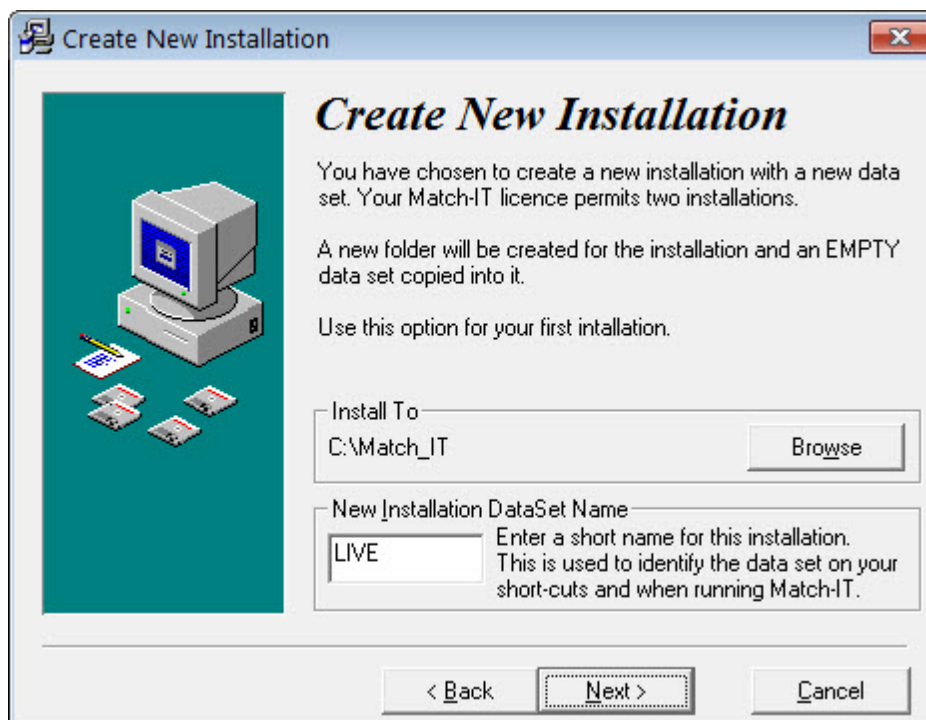 Create New Installation
Create New Installation
You have chosen to create a new installation with a new data
set. Your Match-IT licence permits two installations.
A new folder will be created for the installation and an EMPTY
data set copied into it.
Use this option for your first intallation.
Install To
C:\Match_IT
Browse
New Installation DataSet Name
LIVE
Enter a short name for this installation.
This is used to identify the data set on your
short-cuts and when running Match-IT.
< Back
Next >
Cancel